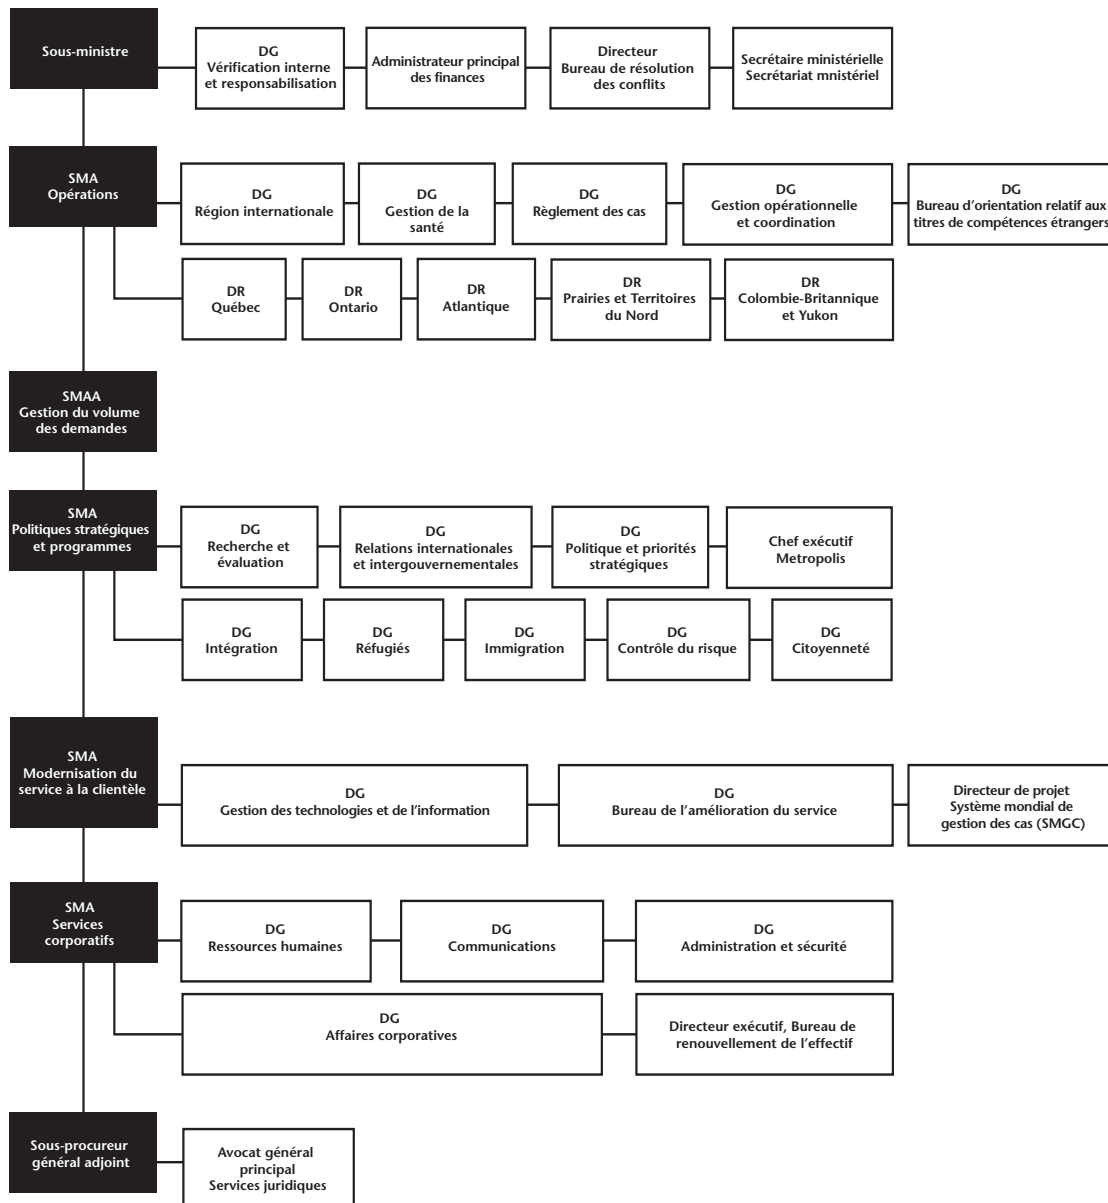 Sous-ministre
DG
Vérification interne
et responsabilisation
Administrateur principal
des finances
Directeur
Bureau de résolution
des conflits
Secrétaire ministérielle
Secrétariat mnistériel
SMA
Opérations
DG
Région internationale
DG
Gestion de la
santé
DG
Règlement des cas
DG
Gestion opérationnelle
et coordination
DG
Bureau d’orientation relatif aux
titres de compétences étrangers
DR
Québec
DR
Ontario
DR
Atlantique
DR
Prairies et Territoires
du Nord
DR
Colombie-Britannique
et Yukon
SMAA
Gestion du volume
des demandes
SMA
Politiques stratégiques
et programmes
DG
Recherche et
évaluation
DG
Relations internationales
et intergouvernementales
DG
Politique et priorités
stratégiques
Chef exécutif
Metropolis
DG
Intégration
DG
Réfugiés
DG
Immigration
DG
Contrôle du risque
DG
Citoyenneté
SMA
Modernisation du
service à la clientèle
DG
Gestion des technologies et de l’information
DG
Bureau de l’amélioration du service
Directeur de projet
Système mondial de
gestion des cas (SMGC)
SMA
Services
corporatifs
DG
Ressources humaines
DG
Communications
DG
Administration et sécurité
DG
Affaires corporatives
Directeur exécutif, Bureau de
renouvellement de l’effectif
Sous-procureur
général adjoint
Avocat général
principal
Services juridiques